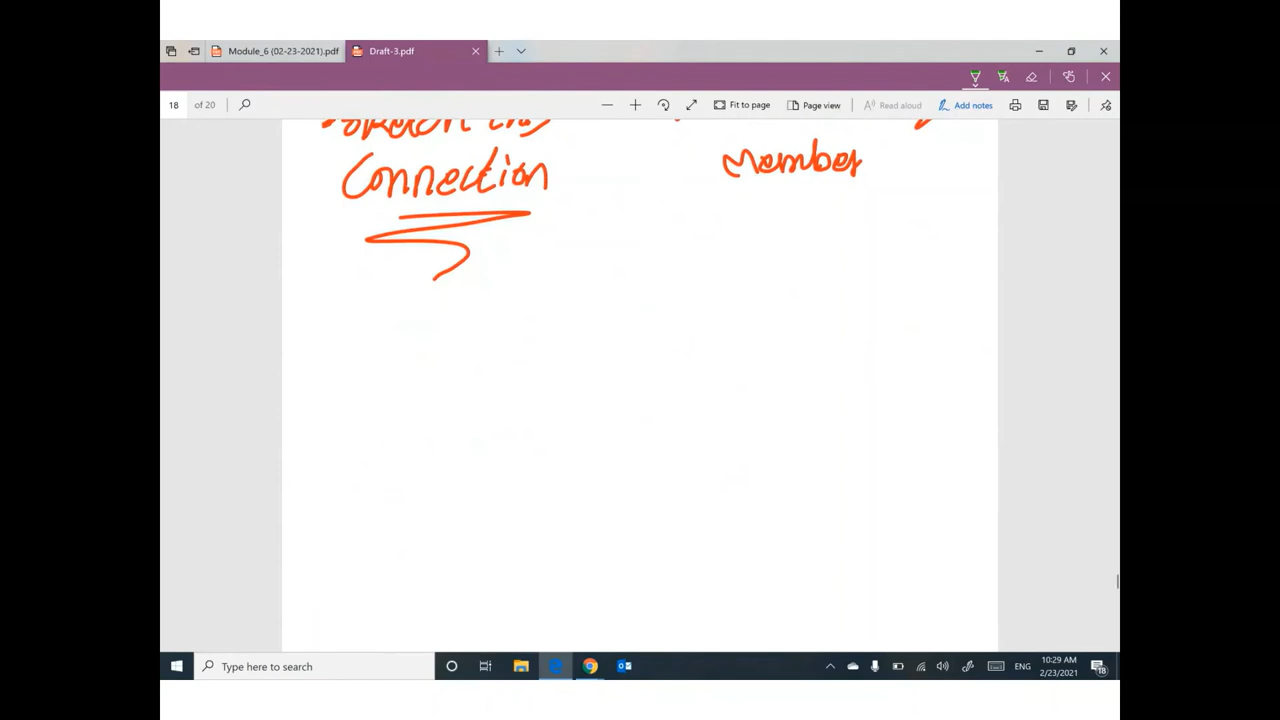 Module_6 (02-23-2021).pdf
Draft-3.pdf
18 of 20
Fit to page
Page view
Read aloud
Add notes
Connection
member
Type here to search
ENG
10:29 AM
2/23/2021
18